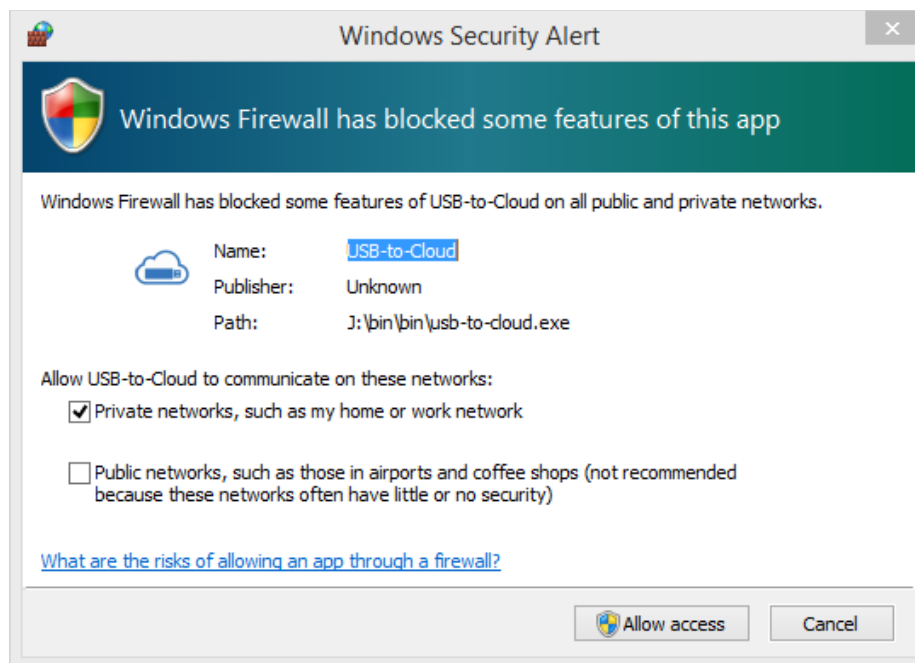 Windows Security Alert
Windows Firewall has blocked some features of this app
Windows Firewall has blocked some features of USB-to-Cloud on all public and private networks.
Name: USB-to-Cloud
Publisher: Unknown
Path: J:\bin\bin\usb-to-cloud.exe
Allow USB-to-Cloud to communicate on these networks:
Private networks, such as my home or work network
Public networks, such as those in airports and coffee shops (not recommended
because these networks often have little or no security)
What are the risks of allowing an app through a firewall?
Allow access Cancel